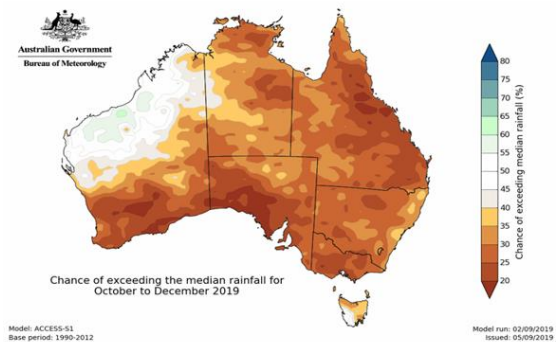 Australian Government
Bureau of Meteorology
80
75
70
65
60
55
50
45
40
35
30
25
20
Chance of exceeding median rainfall (%)
Chance of exceeding the median rainfall for
October to December 2019
Model: ACCESS-S1
Base period: 1990-2012
Model run: 02/09/2019
Issued: 05/09/2019